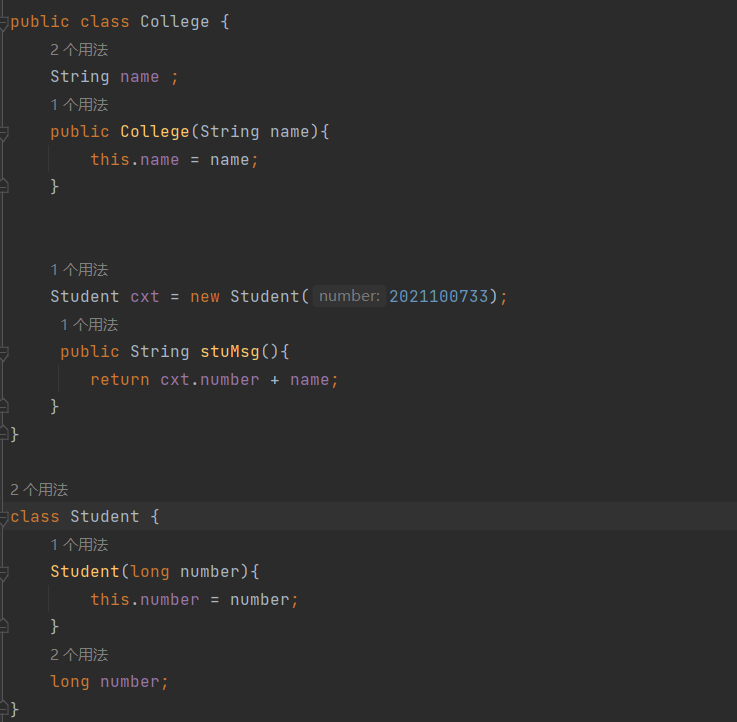 public class College {
2 个用法
String name ;
1 个用法
public College(String name){
this.name = name;
}
1 个用法
Student cxt = new Student( number: 2021100733);
1 个用法
public String stuMsg(){
return cxt.number + name;
}
}
2 个用法
class Student {
1 个用法
Student(long number){
this.number = number;
}
2 个用法
long number;
}